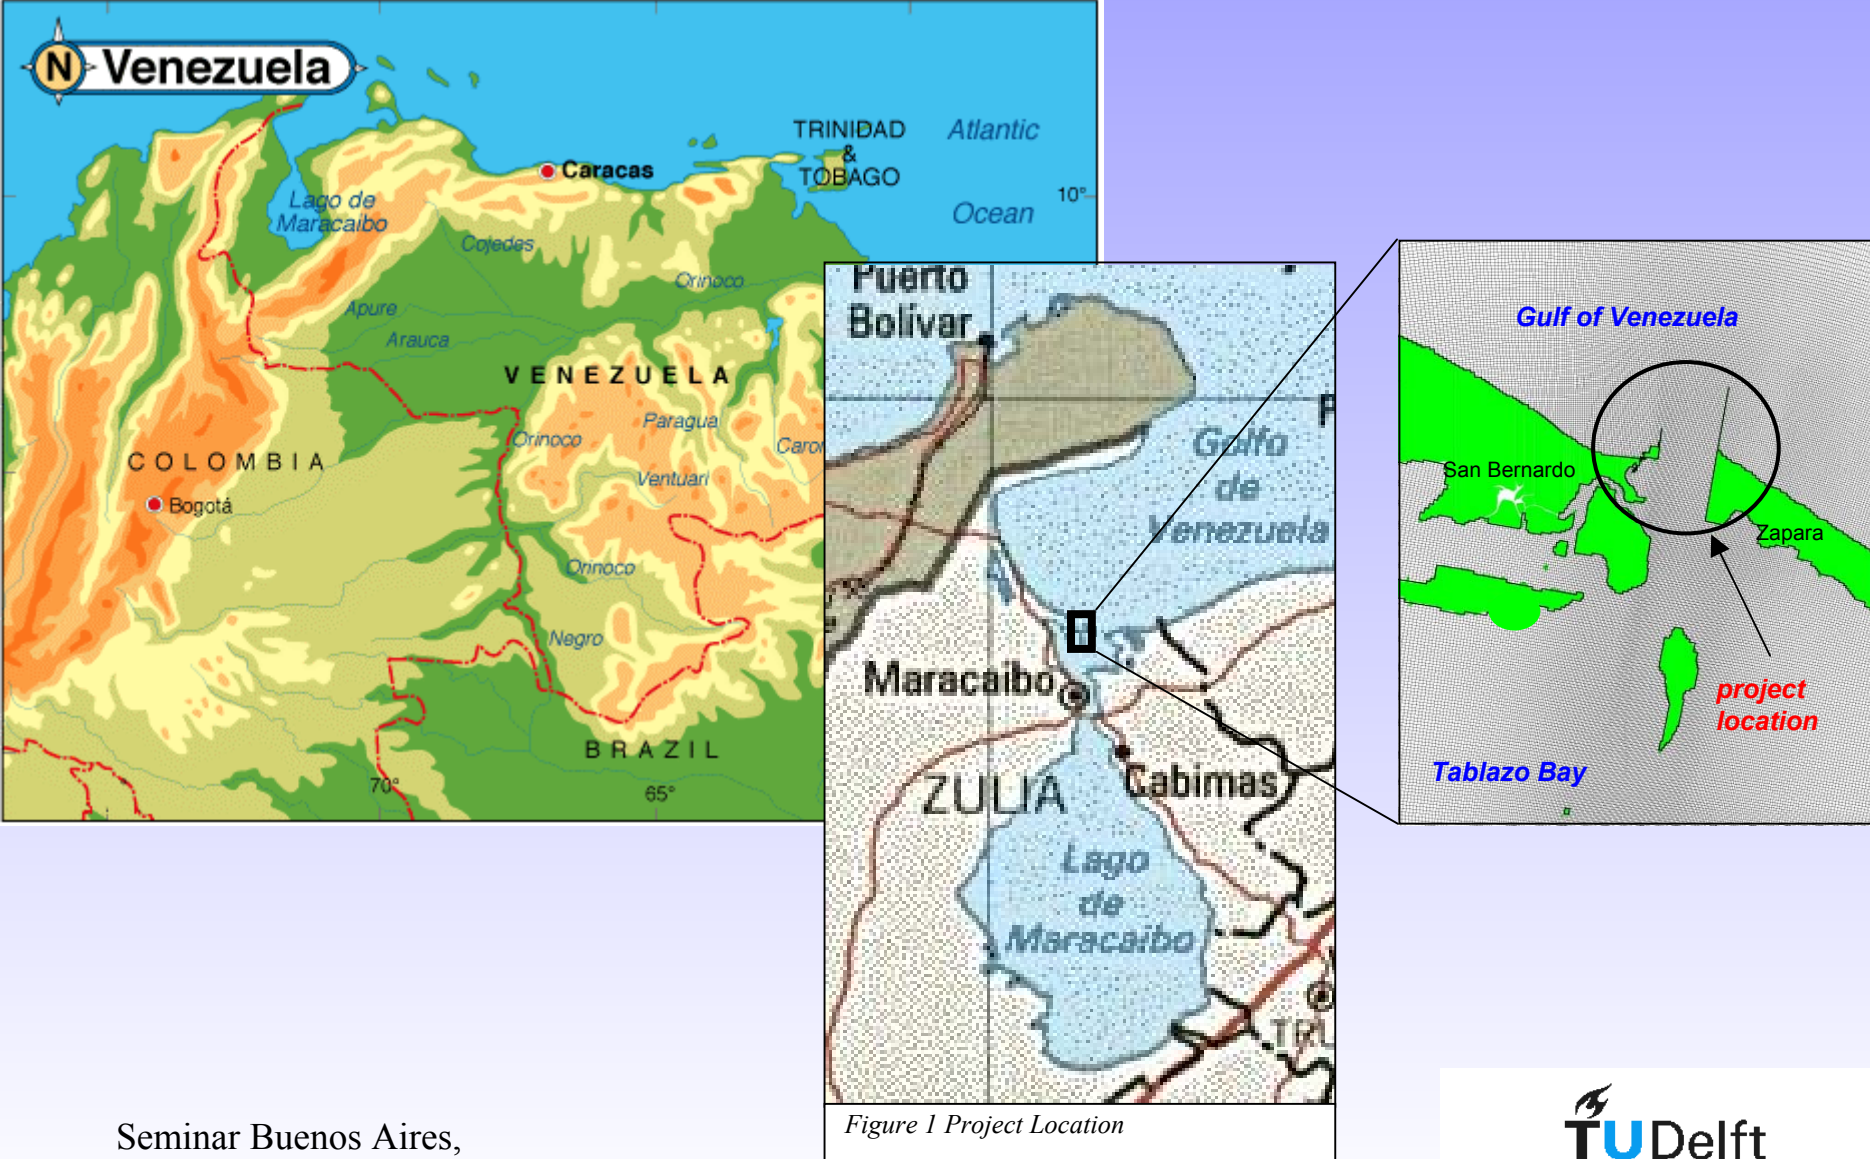 N Venezuela
TRINIDAD
&
TOBAGO
Atlantic
Ocean
10°
Caracas
Lago de
Maracaibo
Cojedes
Orinoco
Apure
Arauca
VENEZUELA
Paragua
Orinoco
Ventuari
COLOMBIA
Bogotá
Orinoco
Negro
BRAZIL
70°
65°
Puerto
Bolívar
Golfo
de
Venezuela
Maracaibo
ZULIA
Cabimas
Lago
de
Maracaibo
Figure 1 Project Location
Gulf of Venezuela
San Bernardo
Zapara
project
location
Tablazo Bay
Seminar Buenos Aires,
TUDelft